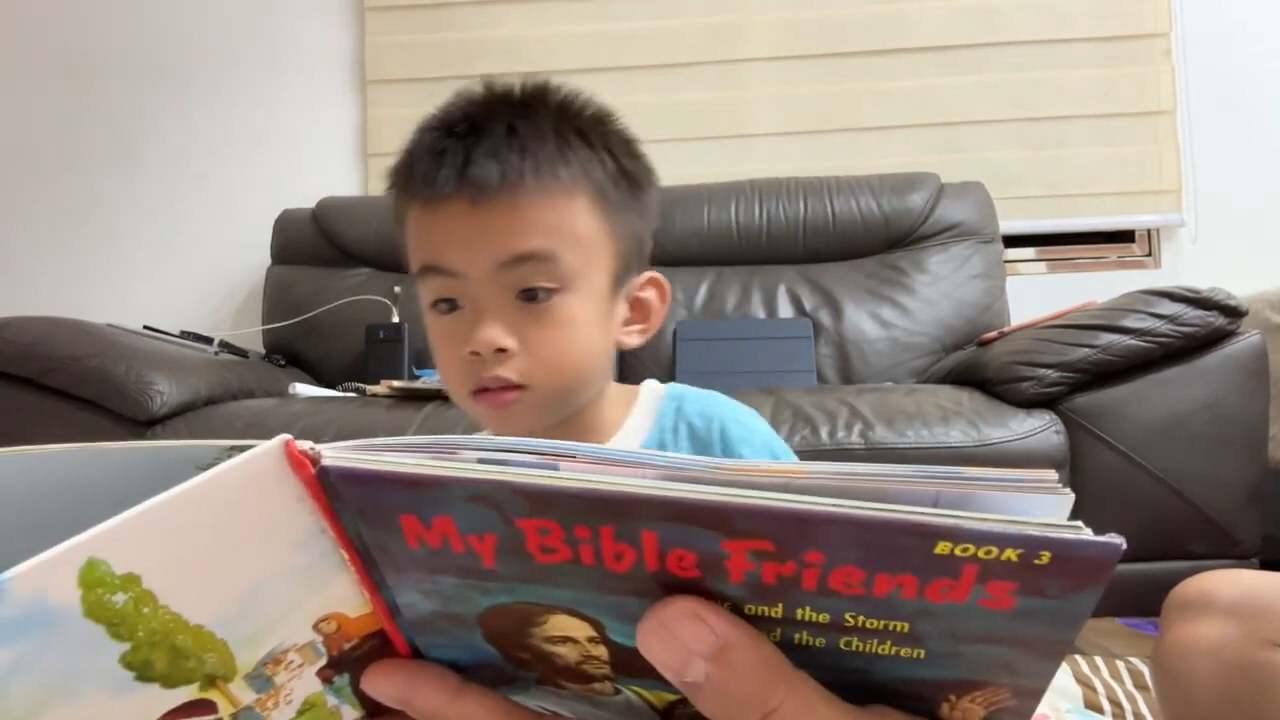 My Bible Friends
BOOK 3
and the Storm
the Children